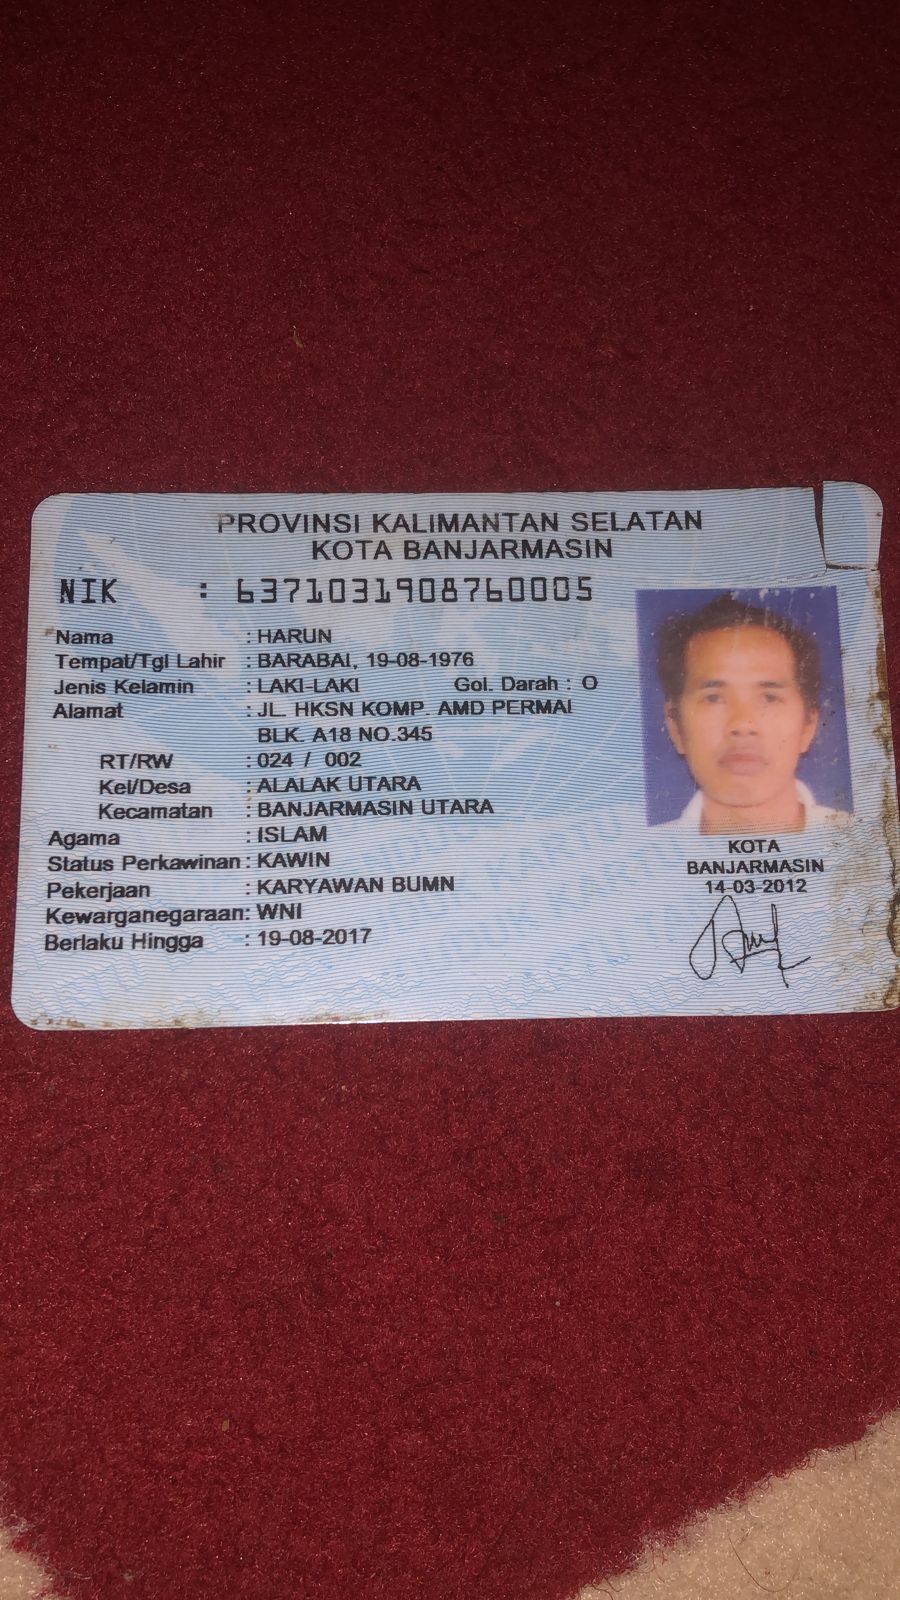 PROVINSI KALIMANTAN SELATAN
KOTA BANJARMASIN
NIK : 6371031908760005
Nama : HARUN
Tempat/Tgl Lahir : BARABAI, 19-08-1976
Jenis Kelamin : LAKI-LAKI Gol. Darah : O
Alamat : JL. HKSN KOMP. AMD PERMAI
BLK. A18 NO.345
RT/RW : 024 / 002
Kel/Desa : ALALAK UTARA
Kecamatan : BANJARMASIN UTARA
Agama : ISLAM
Status Perkawinan : KAWIN
Pekerjaan : KARYAWAN BUMN
Kewarganegaraan : WNI
Berlaku Hingga : 19-08-2017
KOTA
BANJARMASIN
14-03-2012